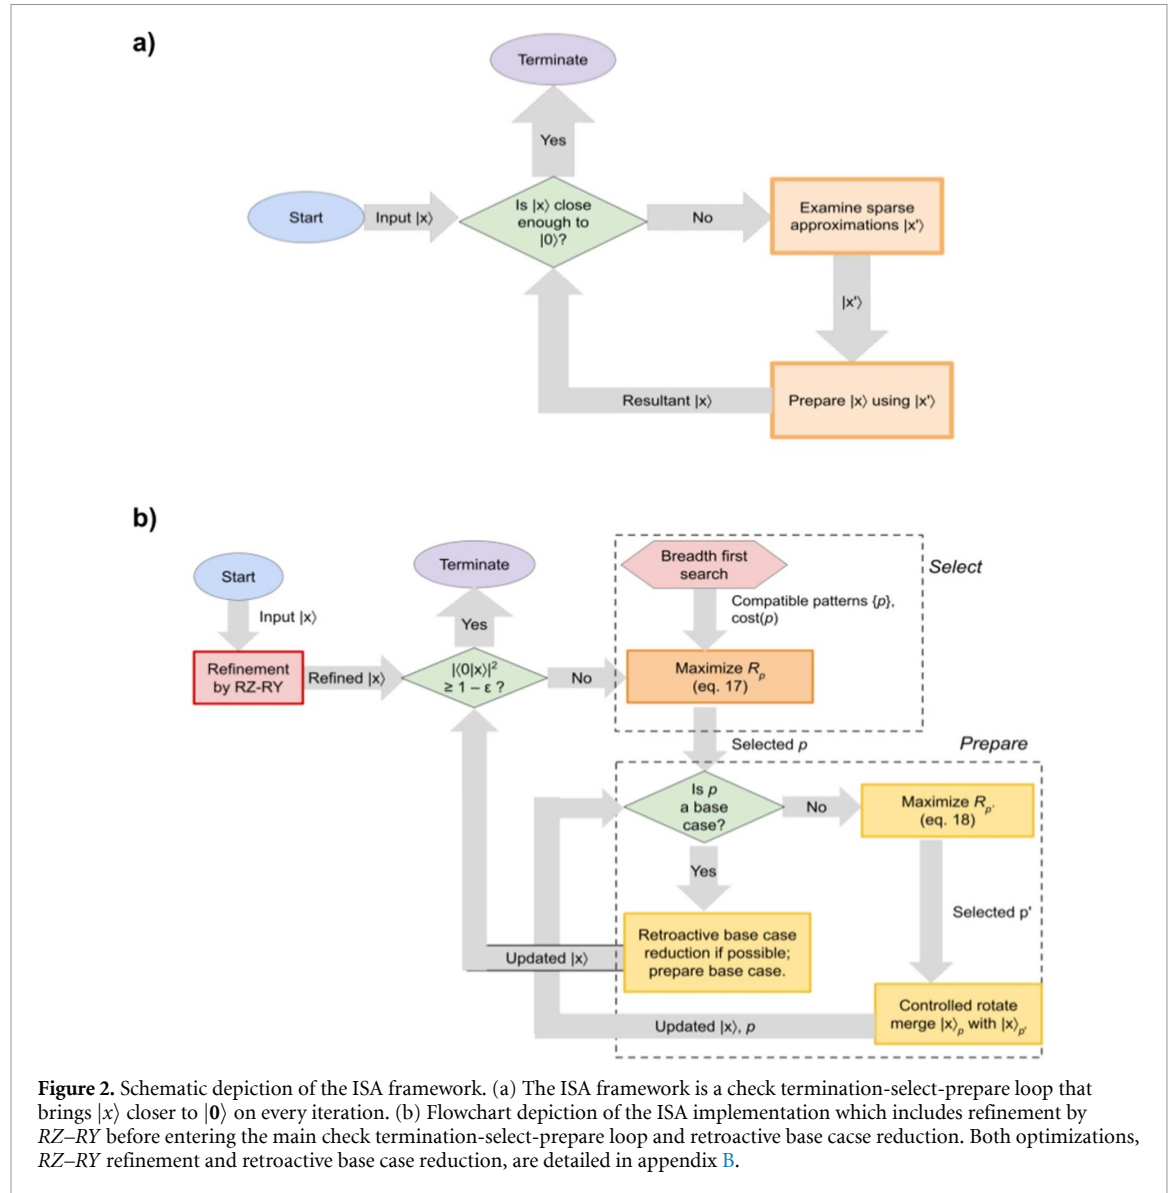 a)
Terminate
Yes
Start
Input |x⟩
Is |x⟩ close
enough to
|0⟩?
No
Examine sparse
approximations |x'⟩
|x'⟩
Resultant |x⟩
Prepare |x⟩ using |x'⟩
b)
Start
Input |x⟩
Refinement
by RZ-RY
Refined |x⟩
Terminate
Yes
|⟨0|x⟩|²
≥ 1 − ε ?
No
Breadth first
search
Select
Compatible patterns {p},
cost(p)
Maximize Rₚ
(eq. 17)
Selected p
Prepare
Is p
a base
case?
No
Maximize Rₚ'
(eq. 18)
Yes
Selected p'
Retroactive base case
reduction if possible;
prepare base case.
Updated |x⟩
Controlled rotate
merge |x⟩ₚ with |x⟩ₚ'
Updated |x⟩, p
Figure 2. Schematic depiction of the ISA framework. (a) The ISA framework is a check termination-select-prepare loop that
brings |x⟩ closer to |0⟩ on every iteration. (b) Flowchart depiction of the ISA implementation which includes refinement by
RZ–RY before entering the main check termination-select-prepare loop and retroactive base cacse reduction. Both optimizations,
RZ–RY refinement and retroactive base case reduction, are detailed in appendix B.